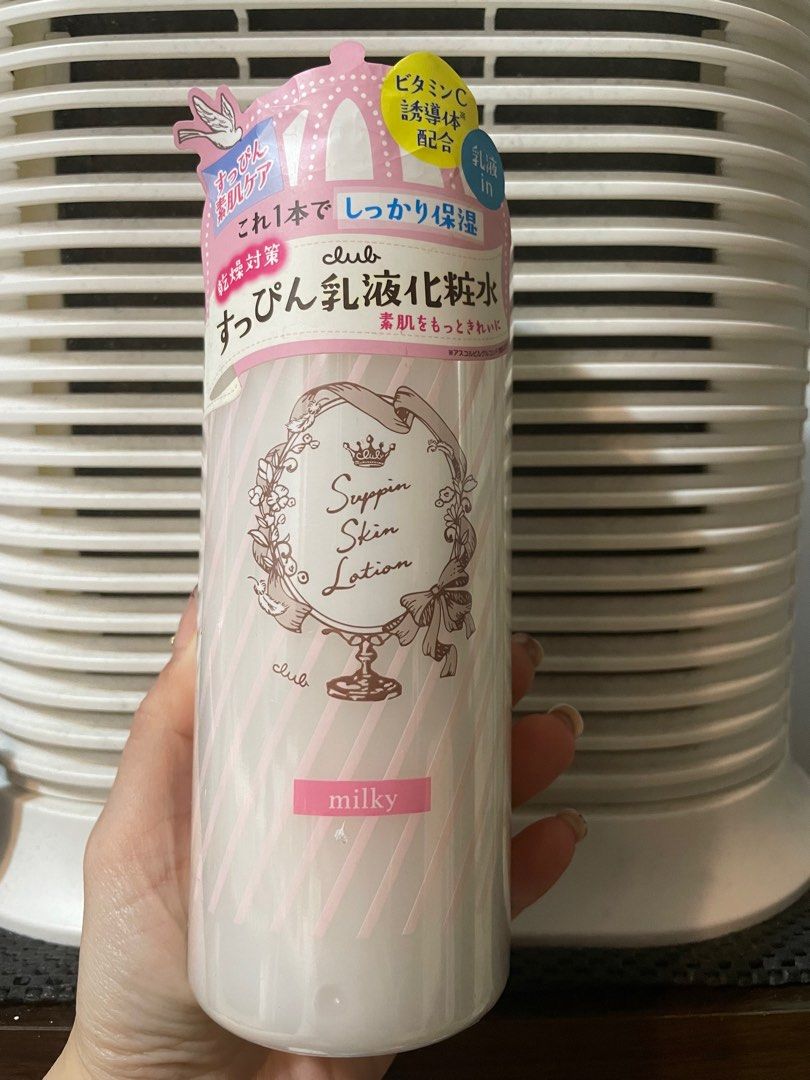 ビタミンC
誘導体※
配合
乳液
in
すっぴん
素肌ケア
これ1本で しっかり保湿
乾燥対策
club
すっぴん乳液化粧水
素肌をもっときれいに
club
Suppin
Skin
Lotion
club
milky